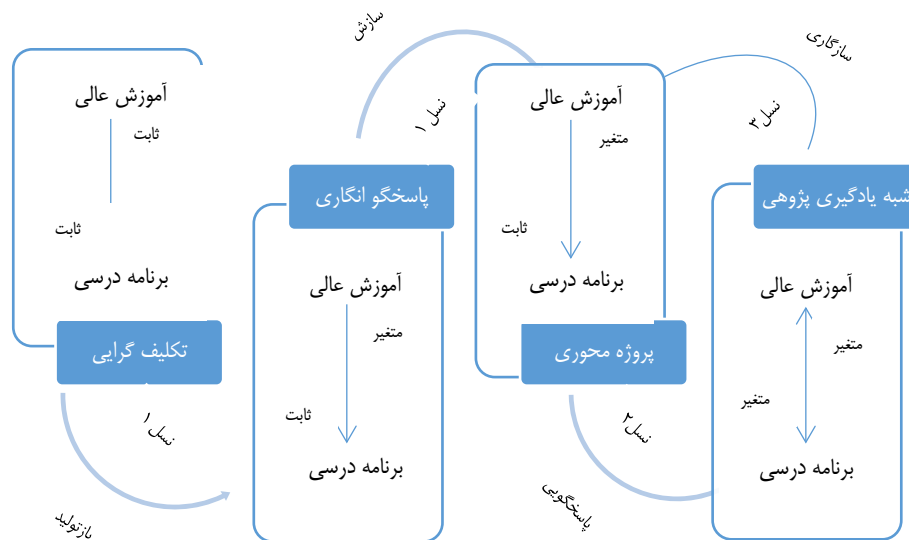 آموزش عالی
ثابت
ثابت
برنامه درسی
تکلیف گرایی
نسل ۱
بازتولید
پاسخگو انگاری
آموزش عالی
متغیر
ثابت
برنامه درسی
سازش
نسل ۱
آموزش عالی
متغیر
ثابت
برنامه درسی
پروژه محوری
نسل ۲
پاسخگویی
سازگاری
نسل ۳
شبه یادگیری پژوهی
آموزش عالی
متغیر
متغیر
برنامه درسی